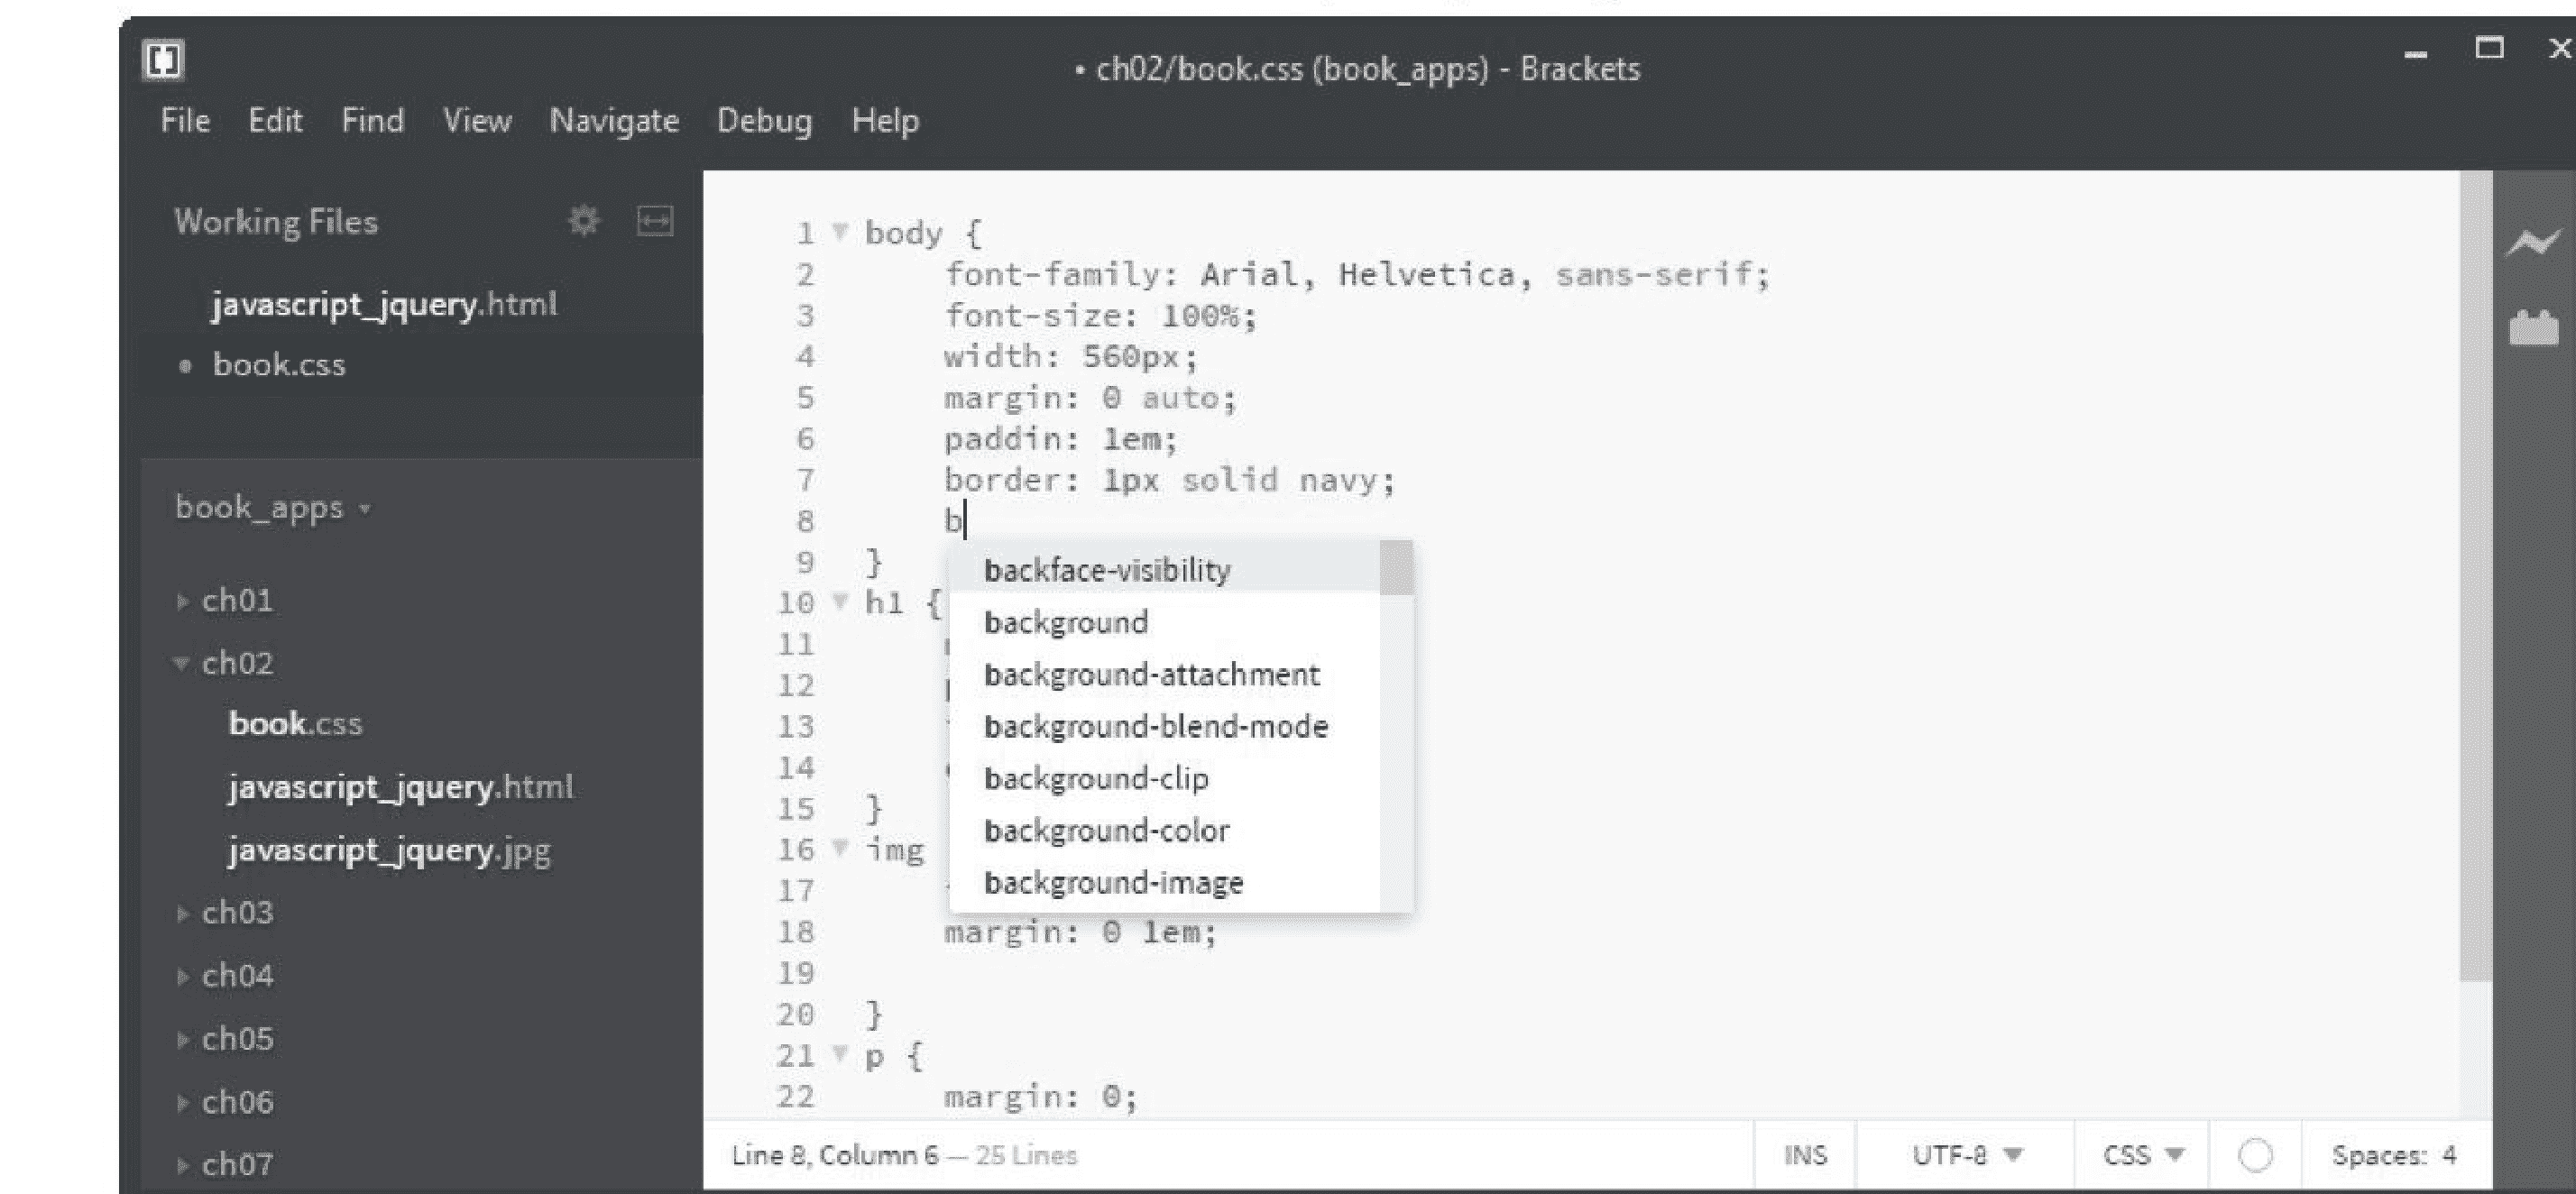 • ch02/book.css (book_apps) - Brackets
File Edit Find View Navigate Debug Help
Working Files
javascript_jquery.html
• book.css
book_apps
ch01
ch02
book.css
javascript_jquery.html
javascript_jquery.jpg
ch03
ch04
ch05
ch06
ch07
1 body {
2 font-family: Arial, Helvetica, sans-serif;
3 font-size: 100%;
4 width: 560px;
5 margin: 0 auto;
6 paddin: 1em;
7 border: 1px solid navy;
8 b
9 }
10 h1 {
11
12
13
14
15 }
16 img
17
18 margin: 0 1em;
19
20 }
21 p {
22 margin: 0;
backface-visibility
background
background-attachment
background-blend-mode
background-clip
background-color
background-image
Line 8, Column 6 — 25 Lines INS UTF-8 CSS Spaces: 4